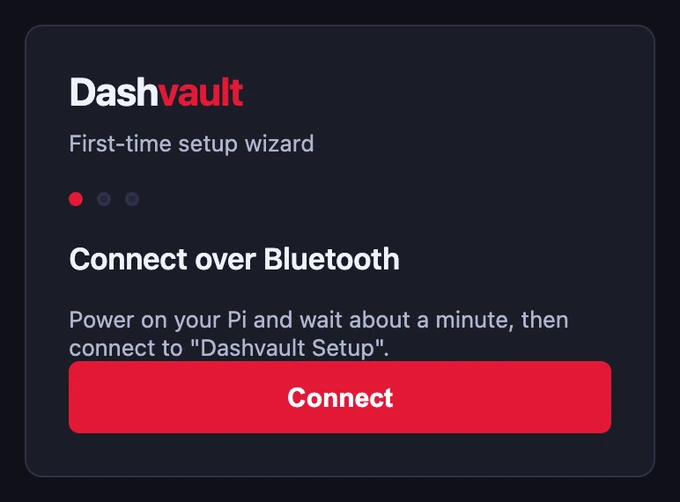 Dashvault
First-time setup wizard
Connect over Bluetooth
Power on your Pi and wait about a minute, then
connect to "Dashvault Setup".
Connect